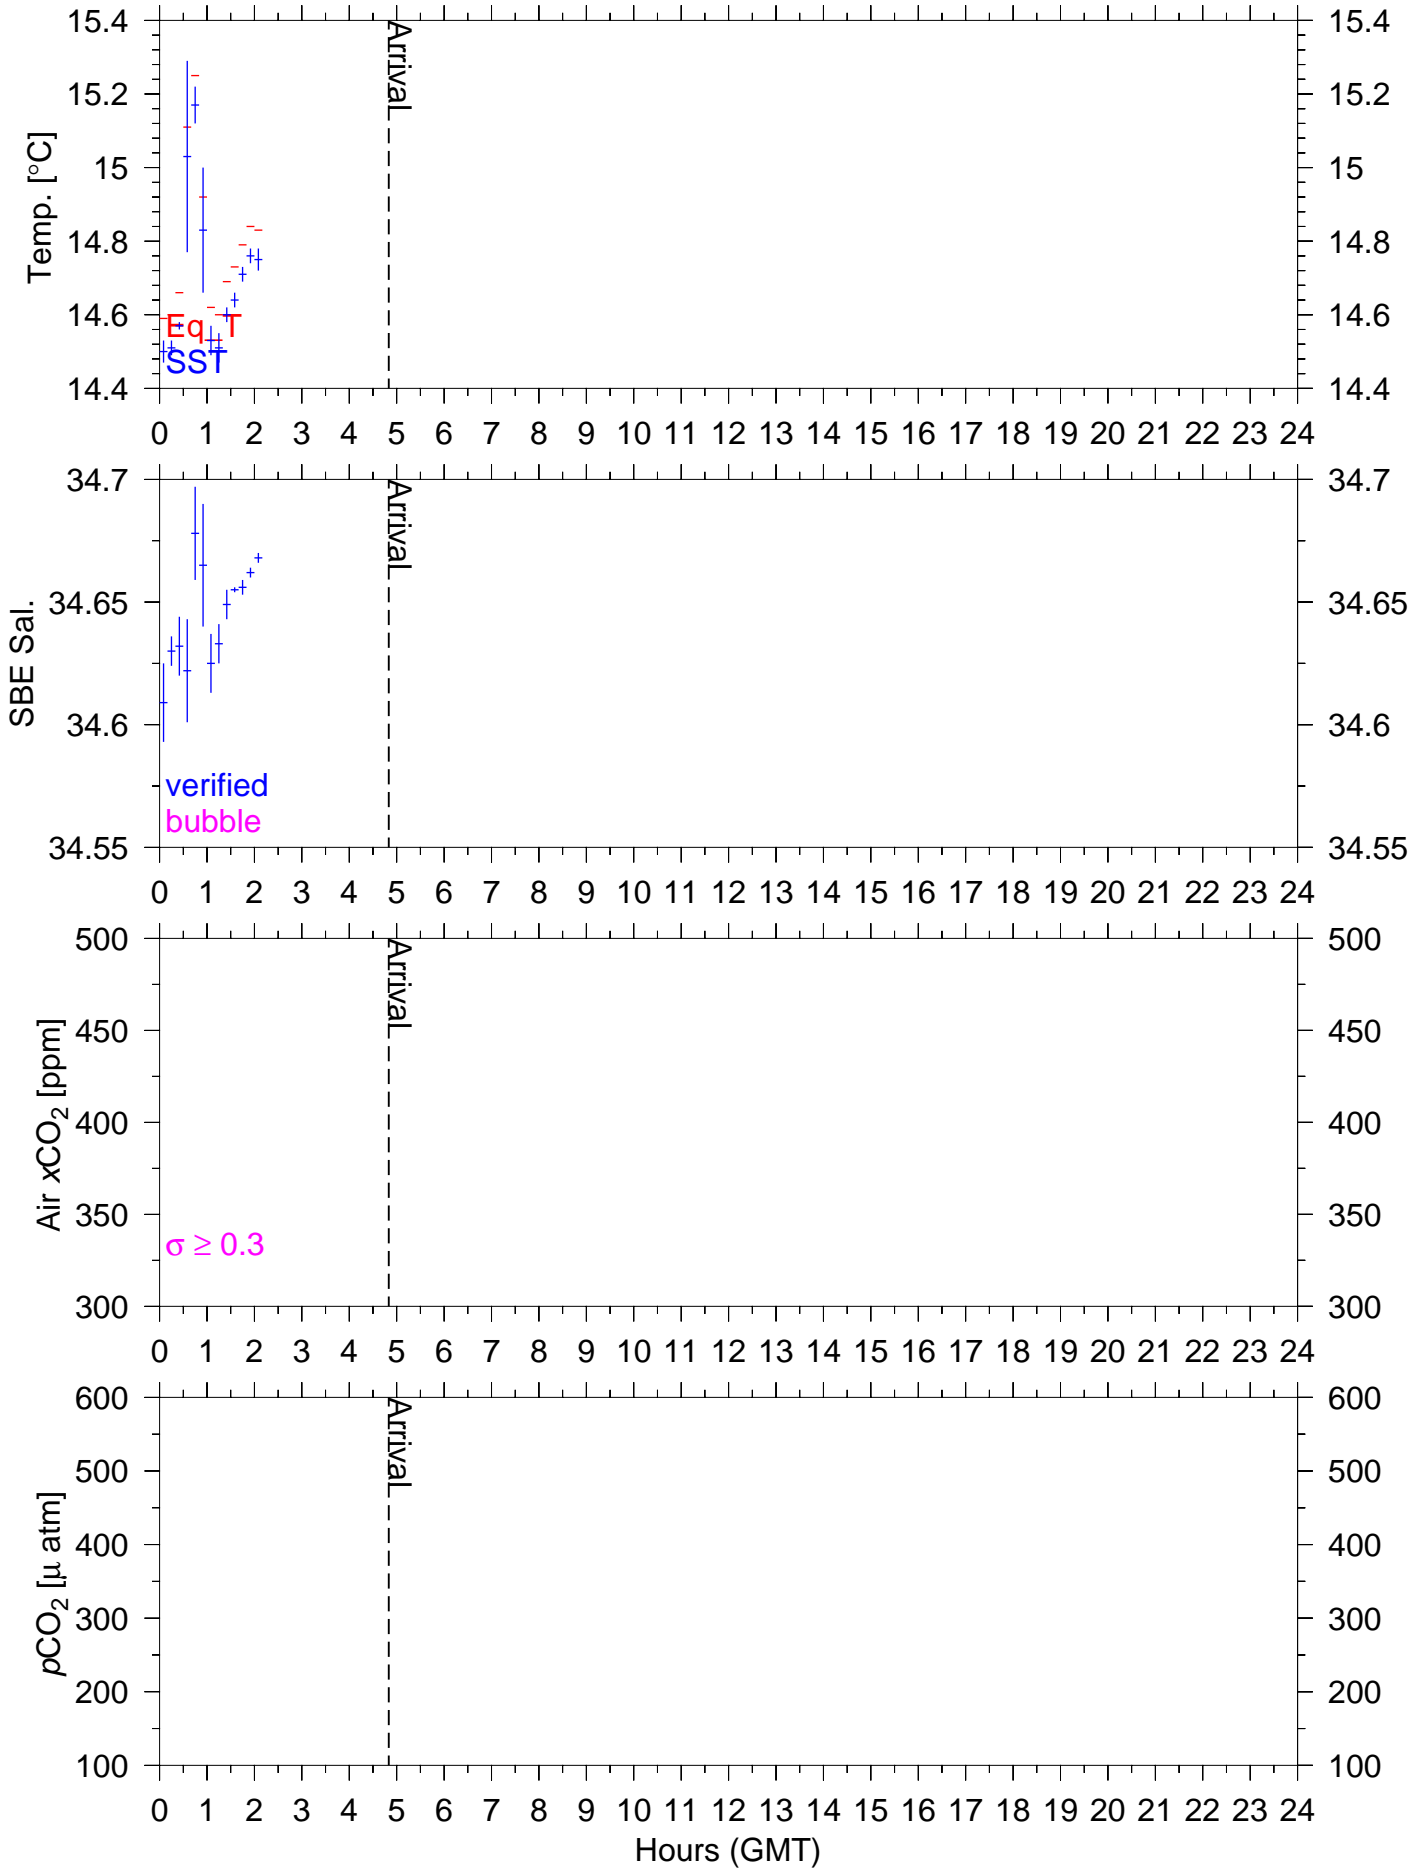 15.4 15.4
15.2 15.2
15 15
14.8 14.8
14.6 14.6
14.4 14.4
Temp. [°C]
Arrival
Eq T
SST
0 1 2 3 4 5 6 7 8 9 10 11 12 13 14 15 16 17 18 19 20 21 22 23 24
34.7 34.7
34.65 34.65
34.6 34.6
34.55 34.55
SBE Sal.
Arrival
verified
bubble
0 1 2 3 4 5 6 7 8 9 10 11 12 13 14 15 16 17 18 19 20 21 22 23 24
500 500
450 450
400 400
350 350
300 300
Air xCO₂ [ppm]
Arrival
σ ≥ 0.3
0 1 2 3 4 5 6 7 8 9 10 11 12 13 14 15 16 17 18 19 20 21 22 23 24
600 600
500 500
400 400
300 300
200 200
100 100
pCO₂ [μ atm]
Arrival
0 1 2 3 4 5 6 7 8 9 10 11 12 13 14 15 16 17 18 19 20 21 22 23 24
Hours (GMT)